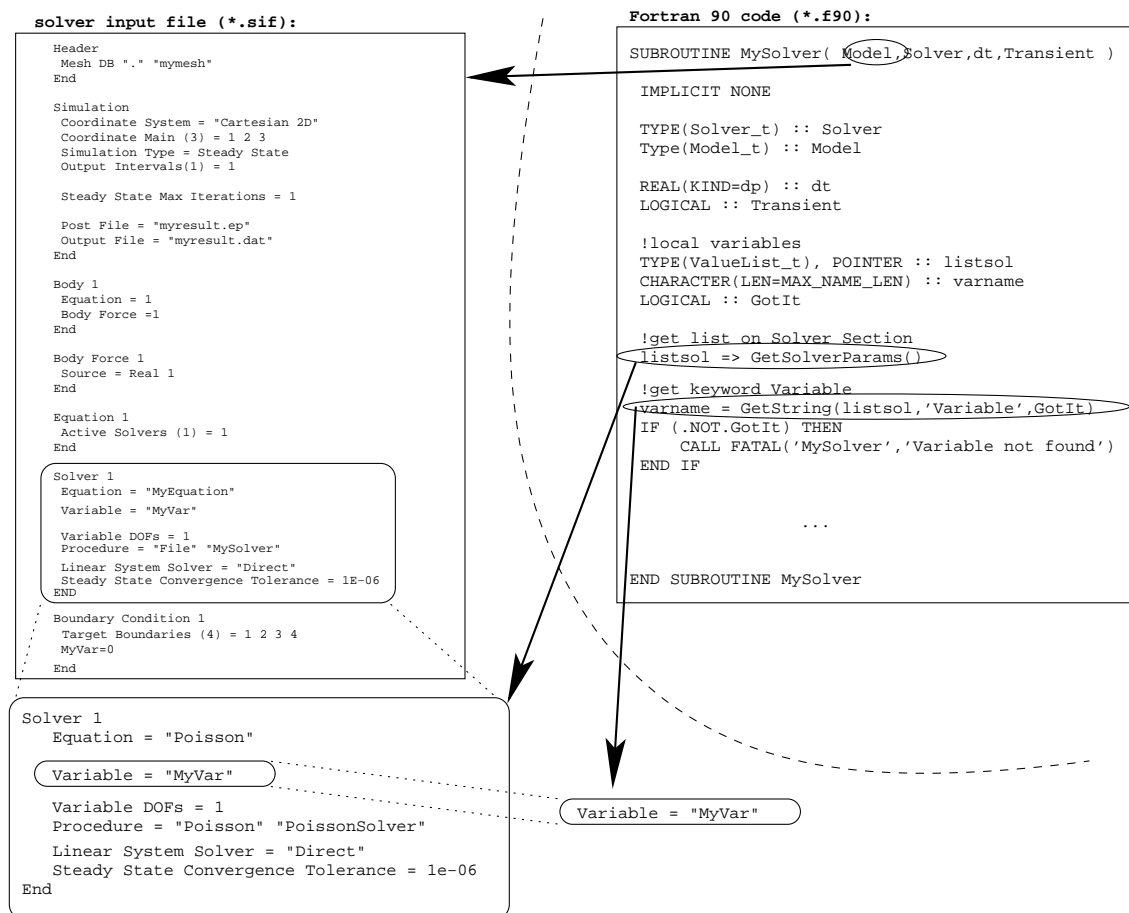 solver input file (*.sif):
Header
Mesh DB "." "mymesh"
End
Simulation
Coordinate System = "Cartesian 2D"
Coordinate Main (3) = 1 2 3
Simulation Type = Steady State
Output Intervals(1) = 1
Steady State Max Iterations = 1
Post File = "myresult.ep"
Output File = "myresult.dat"
End
Body 1
Equation = 1
Body Force =1
End
Body Force 1
Source = Real 1
End
Equation 1
Active Solvers (1) = 1
End
Solver 1
Equation = "MyEquation"
Variable = "MyVar"
Variable DOFs = 1
Procedure = "File" "MySolver"
Linear System Solver = "Direct"
Steady State Convergence Tolerance = 1E-06
END
Boundary Condition 1
Target Boundaries (4) = 1 2 3 4
MyVar=0
End
Fortran 90 code (*.f90):
SUBROUTINE MySolver( Model,Solver,dt,Transient )
IMPLICIT NONE
TYPE(Solver_t) :: Solver
Type(Model_t) :: Model
REAL(KIND=dp) :: dt
LOGICAL :: Transient
!local variables
TYPE(ValueList_t), POINTER :: listsol
CHARACTER(LEN=MAX_NAME_LEN) :: varname
LOGICAL :: GotIt
!get list on Solver Section
listsol => GetSolverParams()
!get keyword Variable
varname = GetString(listsol,'Variable',GotIt)
IF (.NOT.GotIt) THEN
CALL FATAL('MySolver','Variable not found')
END IF
...
END SUBROUTINE MySolver
Solver 1
Equation = "Poisson"
Variable = "MyVar"
Variable DOFs = 1
Procedure = "Poisson" "PoissonSolver"
Linear System Solver = "Direct"
Steady State Convergence Tolerance = 1e-06
End
Variable = "MyVar"